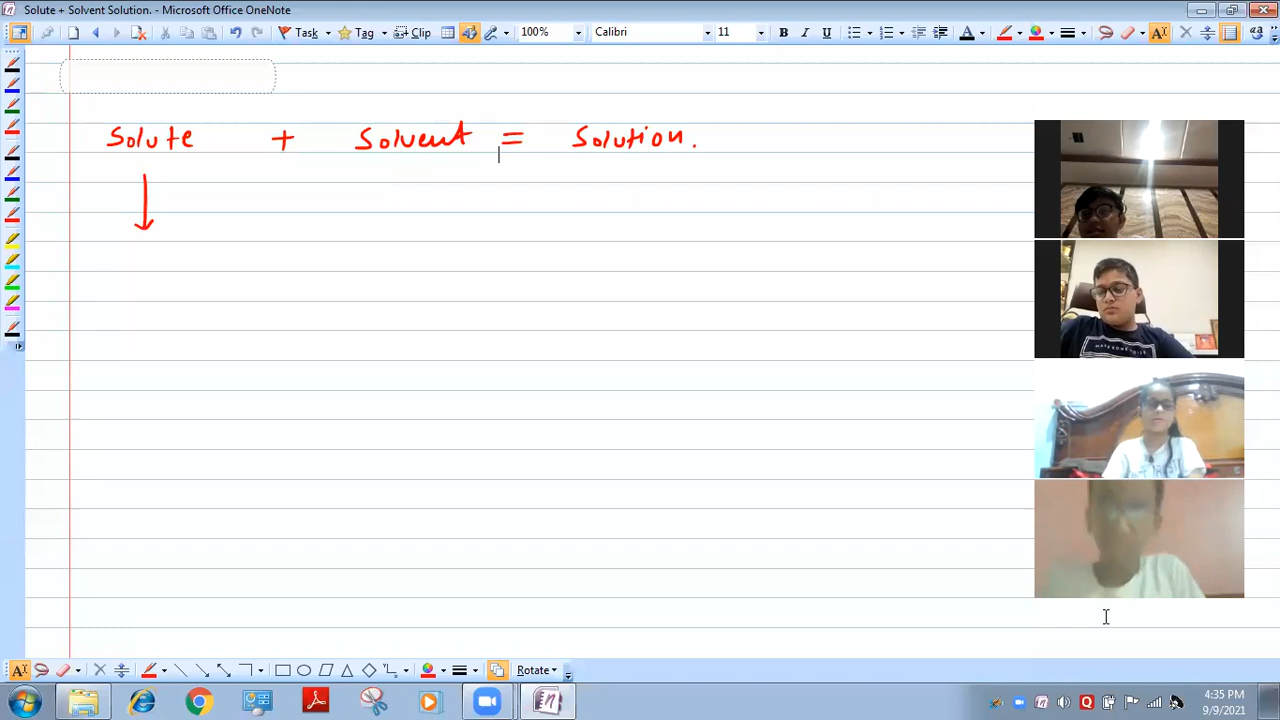 Solute + Solvent Solution. - Microsoft Office OneNote
Task Tag Clip 100% Calibri 11 B I U
Solute + Solvent = Solution.
Rotate
4:35 PM
9/9/2021